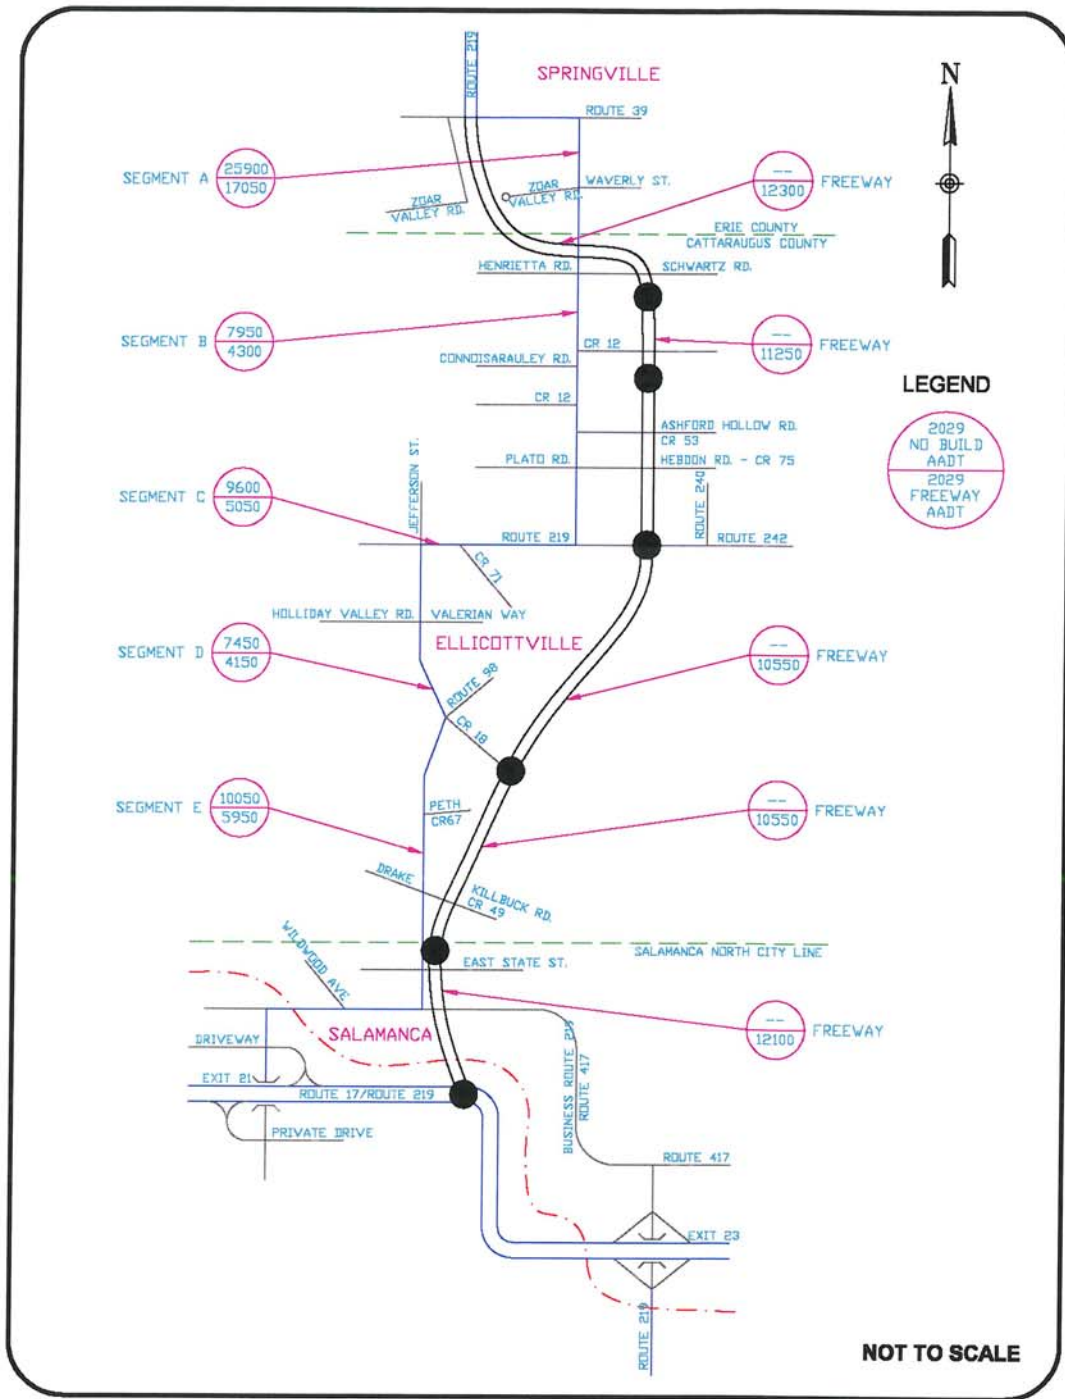 ROUTE 219
SPRINGVILLE
N
ROUTE 39
SEGMENT A
25900
17050
ZOAR
VALLEY RD.
ZOAR
VALLEY RD.
WAVERLY ST.
--
12300
FREEWAY
ERIE COUNTY
CATTARAUGUS COUNTY
HENRIETTA RD.
SCHWARTZ RD.
SEGMENT B
7950
4300
CR 12
--
11250
FREEWAY
CONNOISARAULEY RD.
CR 12
LEGEND
2029
NO BUILD
AADT
2029
FREEWAY
AADT
ASHFORD HOLLOW RD.
CR 53
PLATO RD.
HEBDON RD. - CR 75
JEFFERSON ST.
SEGMENT C
9600
5050
ROUTE 240
ROUTE 219
ROUTE 242
CR 71
HOLLIDAY VALLEY RD.
VALERIAN WAY
ELLICOTTVILLE
SEGMENT D
7450
4150
ROUTE 98
CR 18
--
10550
FREEWAY
SEGMENT E
10050
5950
PETH
CR67
--
10550
FREEWAY
DRAKE
KILLBUCK RD.
CR 49
SALAMANCA NORTH CITY LINE
WILDWOOD AVE
EAST STATE ST.
SALAMANCA
--
12100
FREEWAY
DRIVEWAY
EXIT 21
ROUTE 17/ROUTE 219
PRIVATE DRIVE
BUSINESS ROUTE 219
ROUTE 417
ROUTE 417
EXIT 23
ROUTE 219
NOT TO SCALE